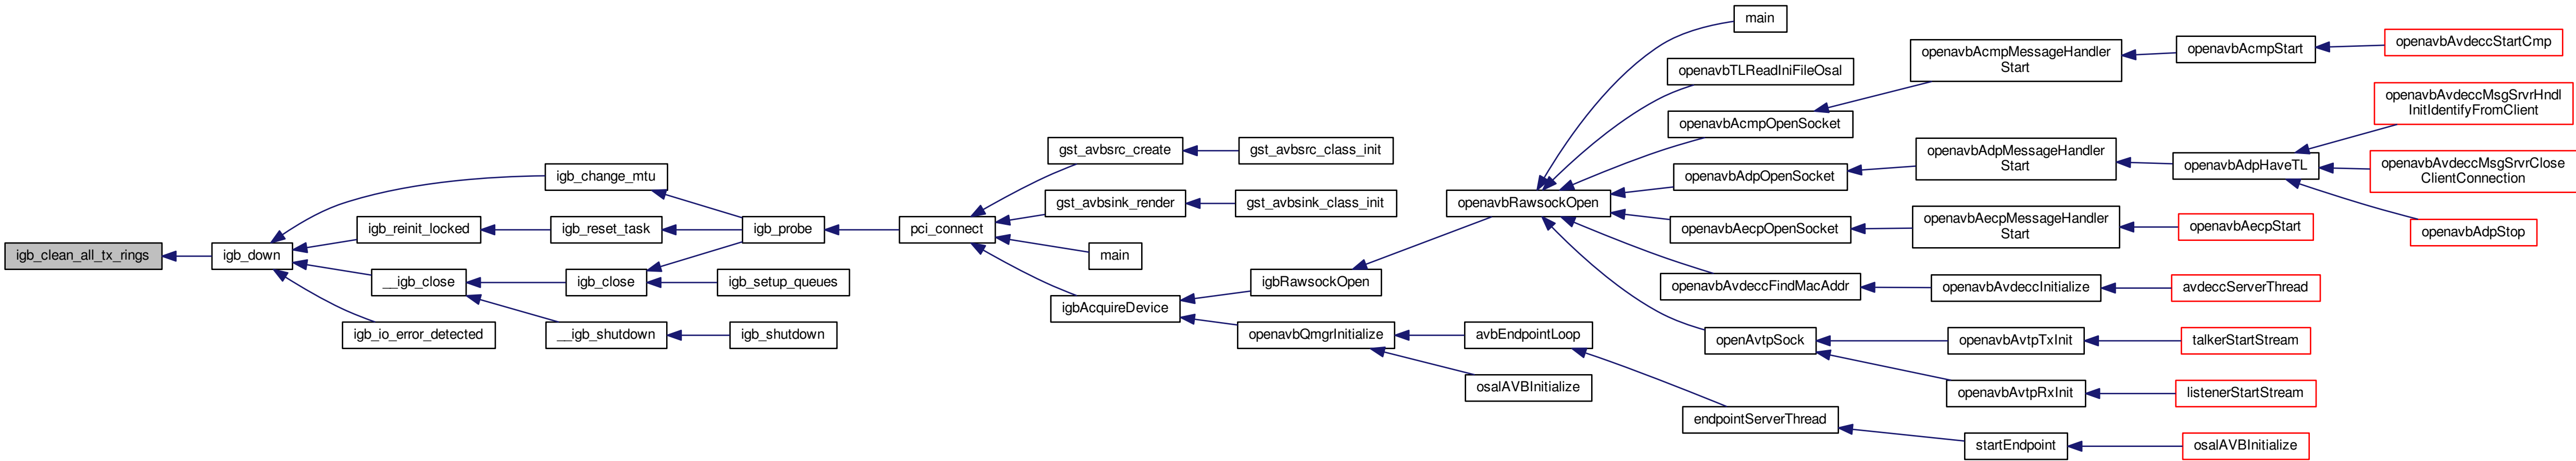 igb_clean_all_tx_rings
igb_down
igb_change_mtu
igb_reinit_locked
__igb_close
igb_io_error_detected
igb_reset_task
igb_close
__igb_shutdown
igb_probe
igb_setup_queues
igb_shutdown
pci_connect
gst_avbsrc_create
gst_avbsink_render
main
igbAcquireDevice
gst_avbsrc_class_init
gst_avbsink_class_init
igbRawsockOpen
openavbQmgrInitialize
openavbRawsockOpen
avbEndpointLoop
osalAVBInitialize
main
openavbTLReadIniFileOsal
openavbAcmpOpenSocket
openavbAdpOpenSocket
openavbAecpOpenSocket
openavbAvdeccFindMacAddr
openAvtpSock
endpointServerThread
openavbAcmpMessageHandler
Start
openavbAdpMessageHandler
Start
openavbAecpMessageHandler
Start
openavbAvdeccInitialize
openavbAvtpTxInit
openavbAvtpRxInit
startEndpoint
openavbAcmpStart
openavbAdpHaveTL
openavbAecpStart
avdeccServerThread
talkerStartStream
listenerStartStream
osalAVBInitialize
openavbAvdeccStartCmp
openavbAvdeccMsgSrvrHndl
InitIdentifyFromClient
openavbAvdeccMsgSrvrClose
ClientConnection
openavbAdpStop